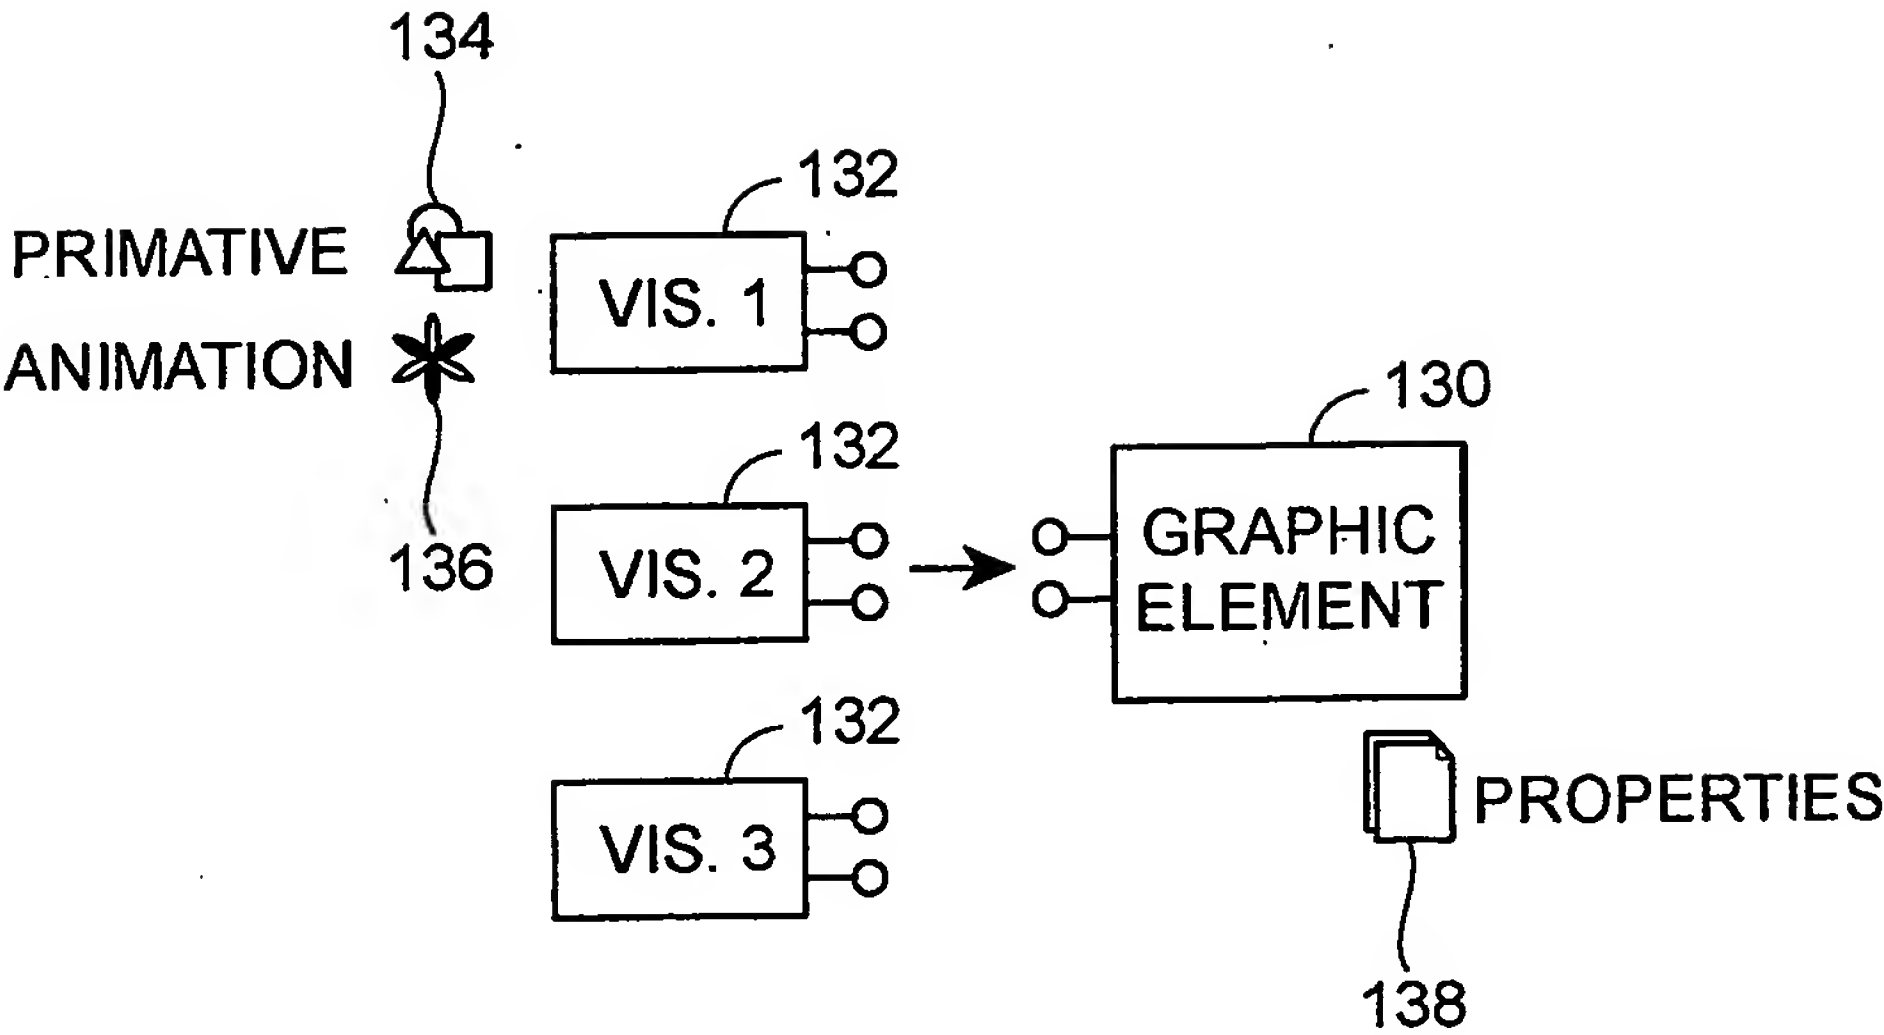 134
132
PRIMATIVE
VIS. 1
ANIMATION
130
132
GRAPHIC
ELEMENT
136
VIS. 2
132
PROPERTIES
VIS. 3
138